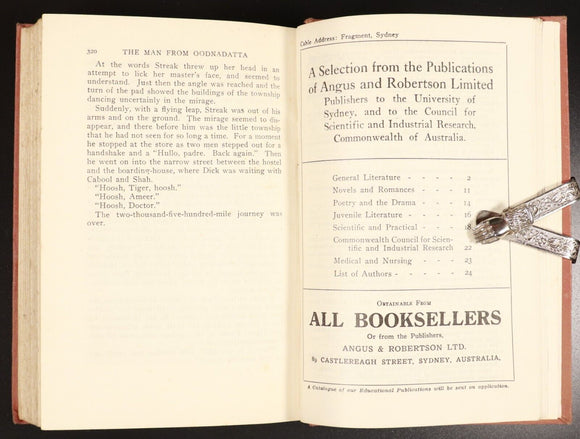 320 THE MAN FROM OODNADATTA
At the words Streak threw up her head in an
attempt to lick her master's face, and seemed to
understand. Just then the angle was reached and the
turn of the pad showed the buildings of the township
dancing uncertainty in the mirage.
Suddenly, with a flying leap, Streak was out of his
arms and on the ground. The mirage seemed to dis-
appear, and there before him was the little township
that he had not seen for so long a time. For a moment
he stopped at the store as two men stepped out for a
handshake and a "Hullo, padre. Back again." Then
he went on into the narrow street between the hostel
and the boarding-house, where Dick was waiting with
Cabool and Shah.
"Hoosh, Tiger, hoosh."
"Hoosh, Ameer."
"Hoosh, Doctor."
The two-thousand-five-hundred-mile journey was
over.
Cable Address: Fragment, Sydney
A Selection from the Publications
of Angus and Robertson Limited
Publishers to the University of
Sydney, and to the Council for
Scientific and Industrial Research,
Commonwealth of Australia.
General Literature - - - - 2
Novels and Romances - - - 11
Poetry and the Drama - - - 14
Juvenile Literature - - - - 16
Scientific and Practical - - - 18
Commonwealth Council for Scien-
tific and Industrial Research 22
Medical and Nursing - - - 23
List of Authors - - - - - 24
Obtainable From
ALL BOOKSELLERS
Or from the Publishers,
ANGUS & ROBERTSON LTD.
89 CASTLEREAGH STREET, SYDNEY, AUSTRALIA.
A Catalogue of our Educational Publications will be sent on application.